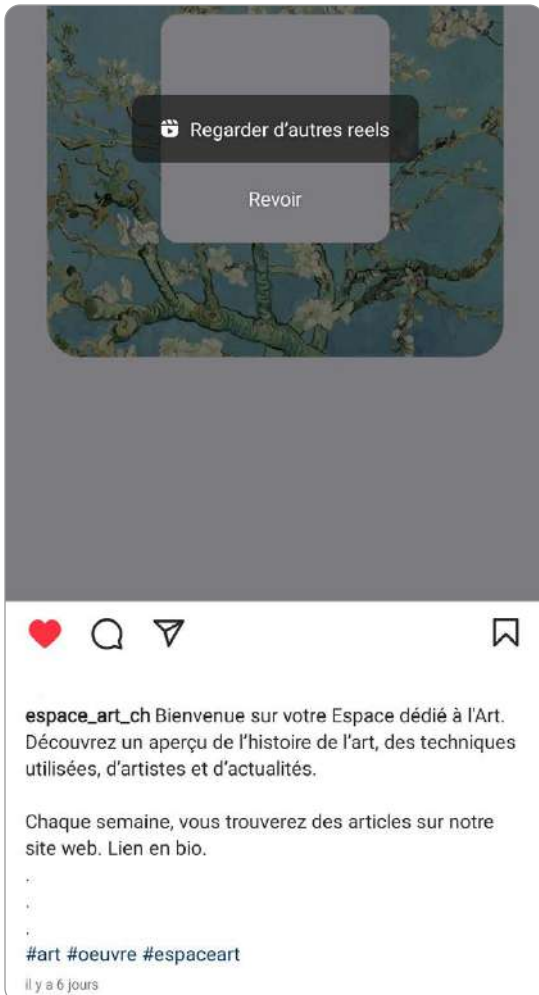 Regarder d'autres reels
Revoir
espace_art_ch Bienvenue sur votre Espace dédié à l'Art.
Découvrez un aperçu de l'histoire de l'art, des techniques
utilisées, d'artistes et d'actualités.
Chaque semaine, vous trouverez des articles sur notre
site web. Lien en bio.
.
.
.
#art #oeuvre #espaceart
il y a 6 jours